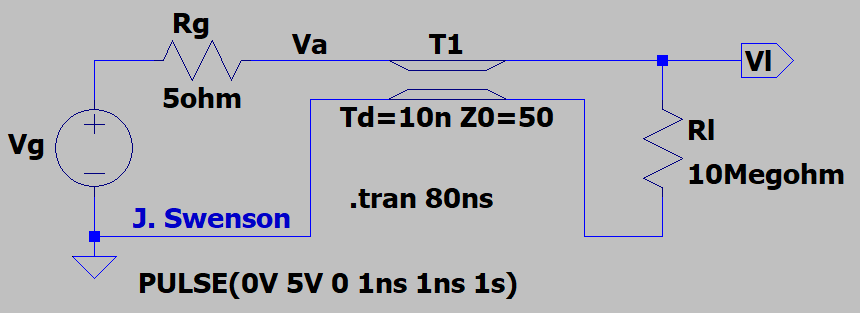 Rg
Va
T1
Vl
5ohm
Td=10n Z0=50
Vg
Rl
10Megohm
.tran 80ns
J. Swenson
PULSE(0V 5V 0 1ns 1ns 1s)